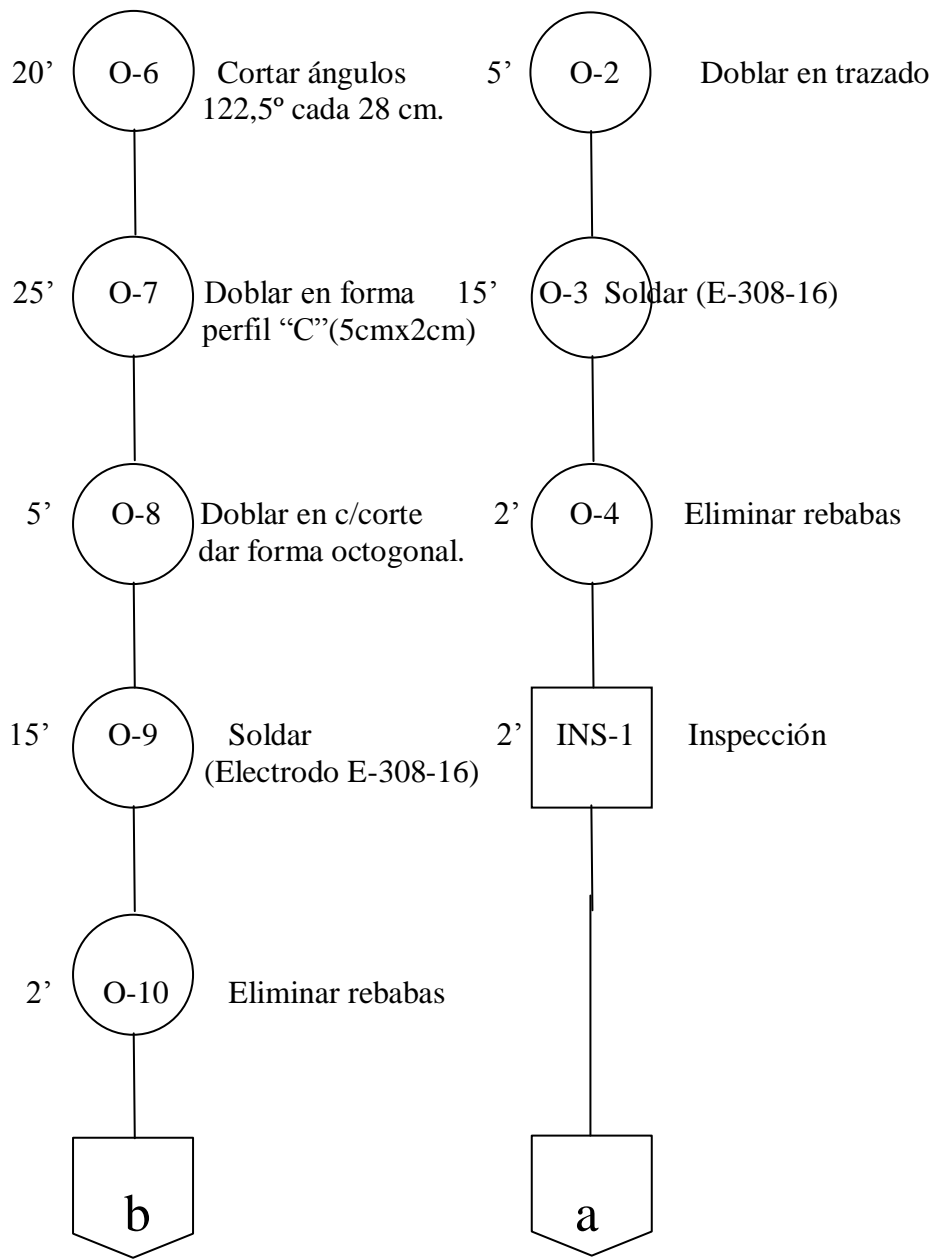 20’ O-6 Cortar ángulos
122,5º cada 28 cm.
5’ O-2 Doblar en trazado
25’ O-7 Doblar en forma
perfil “C”(5cmx2cm)
15’ O-3 Soldar (E-308-16)
5’ O-8 Doblar en c/corte
dar forma octogonal.
2’ O-4 Eliminar rebabas
15’ O-9 Soldar
(Electrodo E-308-16)
2’ INS-1 Inspección
2’ O-10 Eliminar rebabas
b
a